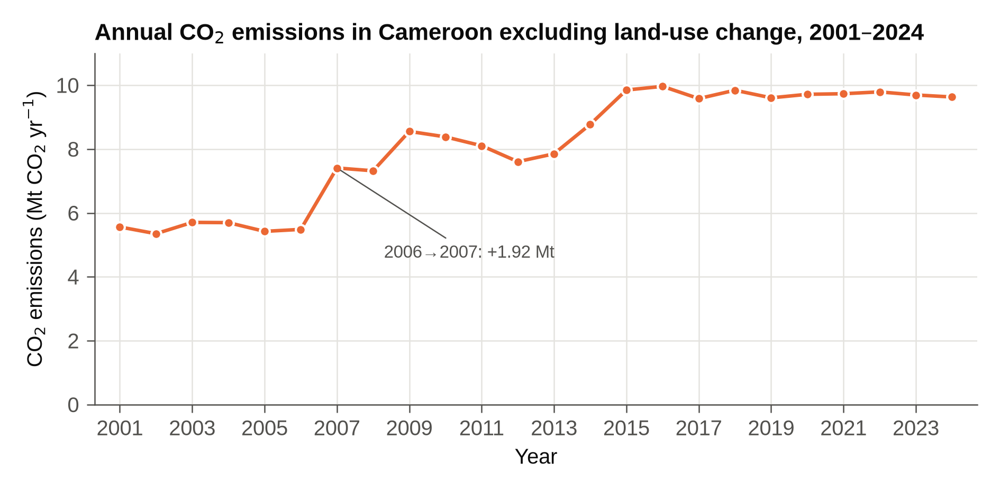 Annual CO₂ emissions in Cameroon excluding land-use change, 2001–2024
CO₂ emissions (Mt CO₂ yr⁻¹)
10
8
6
4
2
0
2006→2007: +1.92 Mt
2001 2003 2005 2007 2009 2011 2013 2015 2017 2019 2021 2023
Year